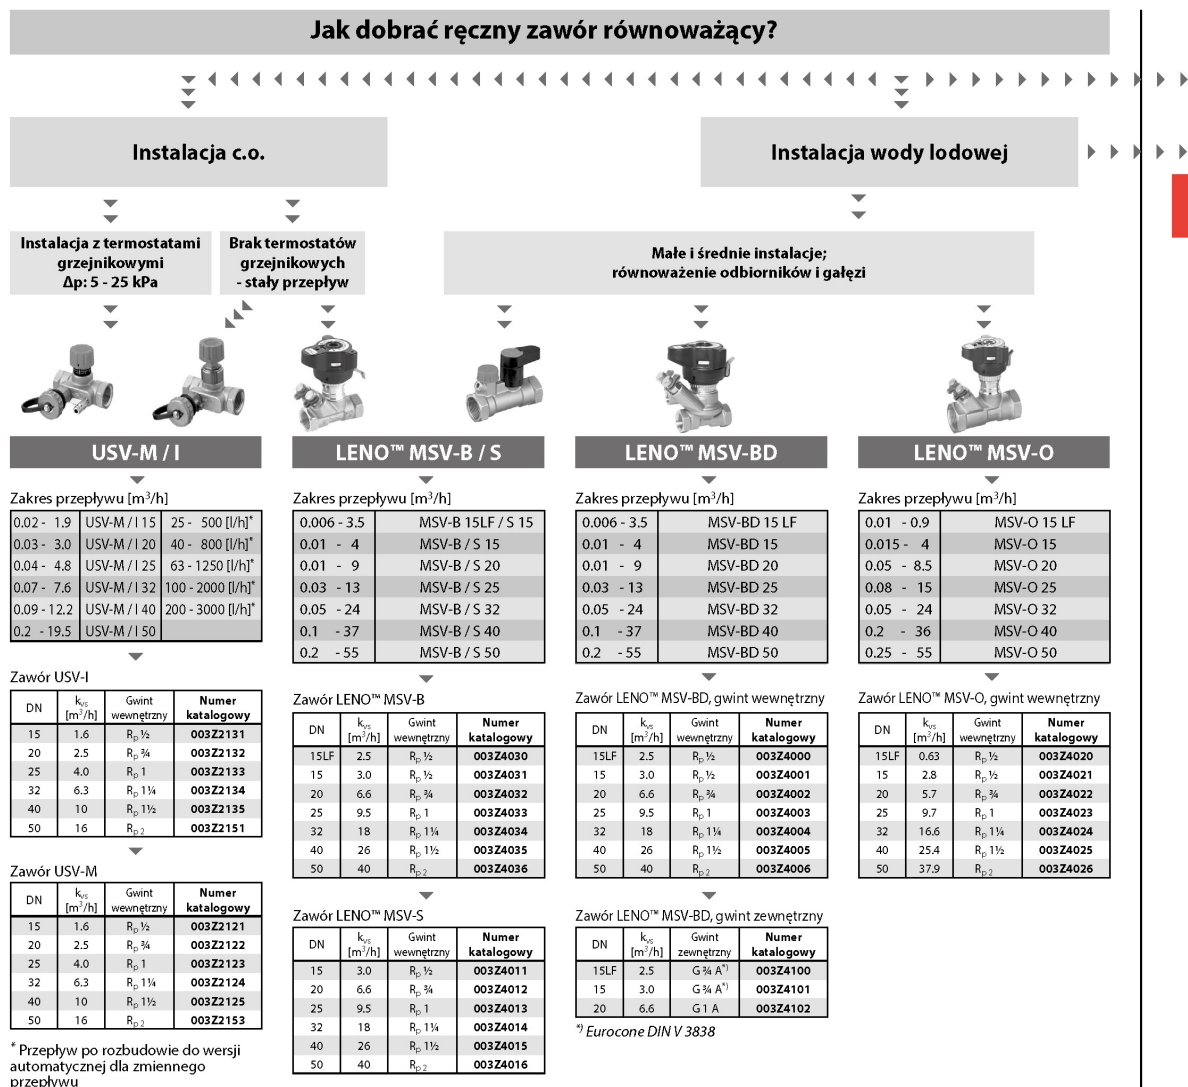 Jak dobrać ręczny zawór równoważący?
Instalacja c.o.
Instalacja wody lodowej
Instalacja z termostatami
grzejnikowymi
Δp: 5 - 25 kPa
Brak termostatów
grzejnikowych
- stały przepływ
Małe i średnie instalacje;
równoważenie odbiorników i gałęzi
USV-M / I
Zakres przepływu [m³/h]
0.02 - 1.9 USV-M / I 15 25 - 500 [l/h]*
0.03 - 3.0 USV-M / I 20 40 - 800 [l/h]*
0.04 - 4.8 USV-M / I 25 63 - 1250 [l/h]*
0.07 - 7.6 USV-M / I 32 100 - 2000 [l/h]*
0.09 - 12.2 USV-M / I 40 200 - 3000 [l/h]*
0.2 - 19.5 USV-M / I 50
Zawór USV-I
DN kvs [m³/h] Gwint wewnętrzny Numer katalogowy
15 1.6 Rp ½ 003Z2131
20 2.5 Rp ¾ 003Z2132
25 4.0 Rp 1 003Z2133
32 6.3 Rp 1¼ 003Z2134
40 10 Rp 1½ 003Z2135
50 16 Rp 2 003Z2151
Zawór USV-M
DN kvs [m³/h] Gwint wewnętrzny Numer katalogowy
15 1.6 Rp ½ 003Z2121
20 2.5 Rp ¾ 003Z2122
25 4.0 Rp 1 003Z2123
32 6.3 Rp 1¼ 003Z2124
40 10 Rp 1½ 003Z2125
50 16 Rp 2 003Z2153
* Przepływ po rozbudowie do wersji
automatycznej dla zmiennego
przepływu
LENO™ MSV-B / S
Zakres przepływu [m³/h]
0.006 - 3.5 MSV-B 15LF / S 15
0.01 - 4 MSV-B / S 15
0.01 - 9 MSV-B / S 20
0.03 - 13 MSV-B / S 25
0.05 - 24 MSV-B / S 32
0.1 - 37 MSV-B / S 40
0.2 - 55 MSV-B / S 50
Zawór LENO™ MSV-B
DN kvs [m³/h] Gwint wewnętrzny Numer katalogowy
15LF 2.5 Rp ½ 003Z4030
15 3.0 Rp ½ 003Z4031
20 6.6 Rp ¾ 003Z4032
25 9.5 Rp 1 003Z4033
32 18 Rp 1¼ 003Z4034
40 26 Rp 1½ 003Z4035
50 40 Rp 2 003Z4036
Zawór LENO™ MSV-S
DN kvs [m³/h] Gwint wewnętrzny Numer katalogowy
15 3.0 Rp ½ 003Z4011
20 6.6 Rp ¾ 003Z4012
25 9.5 Rp 1 003Z4013
32 18 Rp 1¼ 003Z4014
40 26 Rp 1½ 003Z4015
50 40 Rp 2 003Z4016
LENO™ MSV-BD
Zakres przepływu [m³/h]
0.006 - 3.5 MSV-BD 15 LF
0.01 - 4 MSV-BD 15
0.01 - 9 MSV-BD 20
0.03 - 13 MSV-BD 25
0.05 - 24 MSV-BD 32
0.1 - 37 MSV-BD 40
0.2 - 55 MSV-BD 50
Zawór LENO™ MSV-BD, gwint wewnętrzny
DN kvs [m³/h] Gwint wewnętrzny Numer katalogowy
15LF 2.5 Rp ½ 003Z4000
15 3.0 Rp ½ 003Z4001
20 6.6 Rp ¾ 003Z4002
25 9.5 Rp 1 003Z4003
32 18 Rp 1¼ 003Z4004
40 26 Rp 1½ 003Z4005
50 40 Rp 2 003Z4006
Zawór LENO™ MSV-BD, gwint zewnętrzny
DN kvs [m³/h] Gwint zewnętrzny Numer katalogowy
15LF 2.5 G ¾ A*) 003Z4100
15 3.0 G ¾ A*) 003Z4101
20 6.6 G 1 A 003Z4102
*) Eurocone DIN V 3838
LENO™ MSV-O
Zakres przepływu [m³/h]
0.01 - 0.9 MSV-O 15 LF
0.015 - 4 MSV-O 15
0.05 - 8.5 MSV-O 20
0.08 - 15 MSV-O 25
0.05 - 24 MSV-O 32
0.2 - 36 MSV-O 40
0.25 - 55 MSV-O 50
Zawór LENO™ MSV-O, gwint wewnętrzny
DN kvs [m³/h] Gwint wewnętrzny Numer katalogowy
15LF 0.63 Rp ½ 003Z4020
15 2.8 Rp ½ 003Z4021
20 5.7 Rp ¾ 003Z4022
25 9.7 Rp 1 003Z4023
32 16.6 Rp 1¼ 003Z4024
40 25.4 Rp 1½ 003Z4025
50 37.9 Rp 2 003Z4026